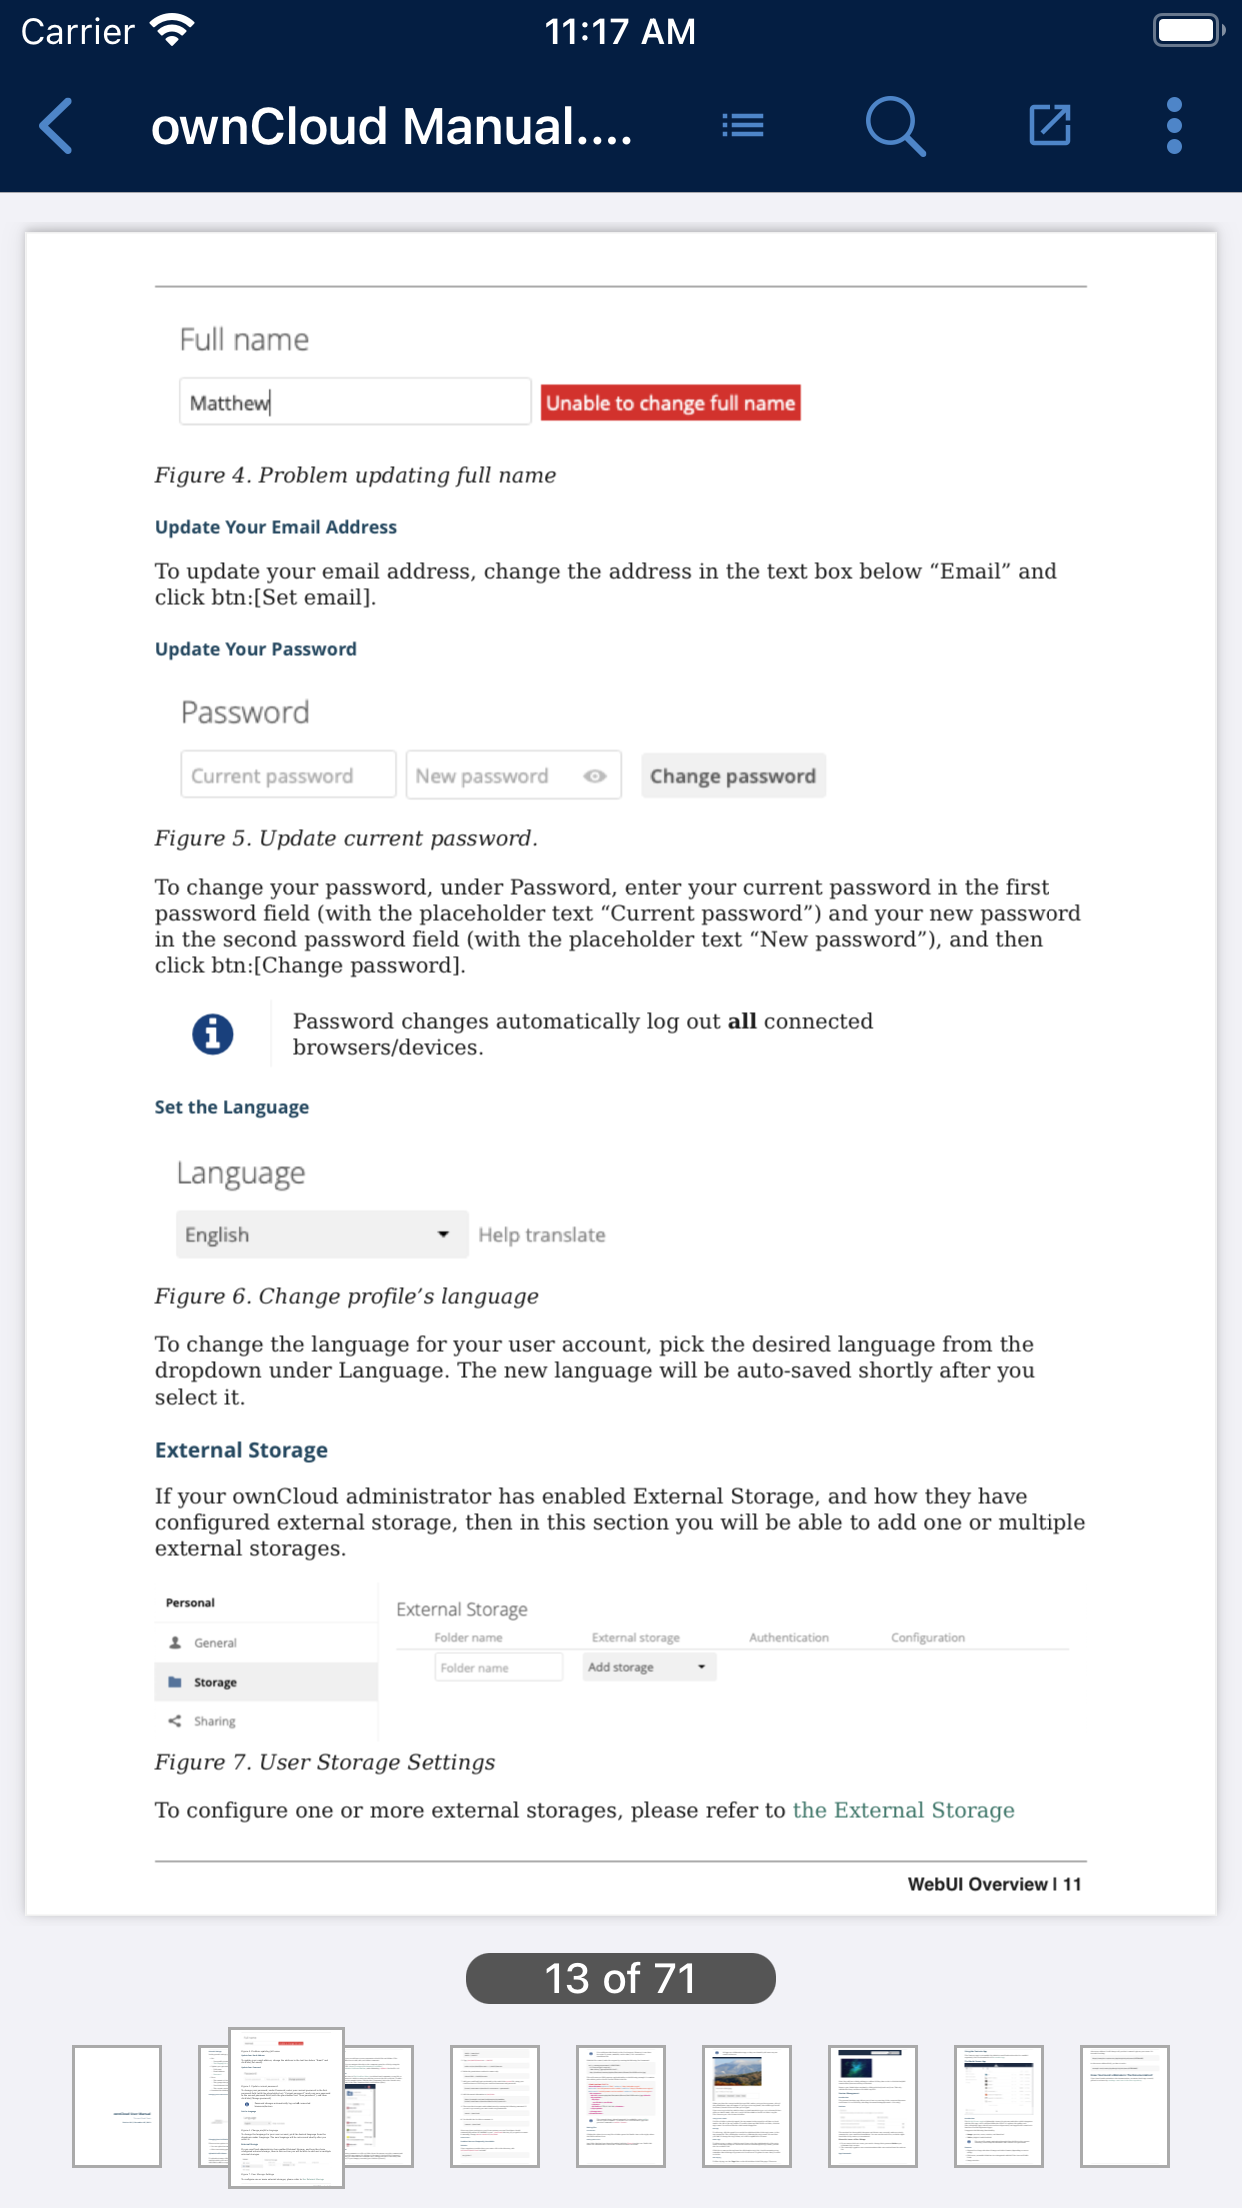 Carrier 11:17 AM
ownCloud Manual....
Full name
Matthew Unable to change full name
Figure 4. Problem updating full name
Update Your Email Address
To update your email address, change the address in the text box below “Email” and
click btn:[Set email].
Update Your Password
Password
Current password New password Change password
Figure 5. Update current password.
To change your password, under Password, enter your current password in the first
password field (with the placeholder text “Current password”) and your new password
in the second password field (with the placeholder text “New password”), and then
click btn:[Change password].
Password changes automatically log out all connected
browsers/devices.
Set the Language
Language
English Help translate
Figure 6. Change profile’s language
To change the language for your user account, pick the desired language from the
dropdown under Language. The new language will be auto-saved shortly after you
select it.
External Storage
If your ownCloud administrator has enabled External Storage, and how they have
configured external storage, then in this section you will be able to add one or multiple
external storages.
Personal
General
Storage
Sharing
External Storage
Folder name External storage Authentication Configuration
Folder name Add storage
Figure 7. User Storage Settings
To configure one or more external storages, please refer to the External Storage
WebUI Overview | 11
13 of 71